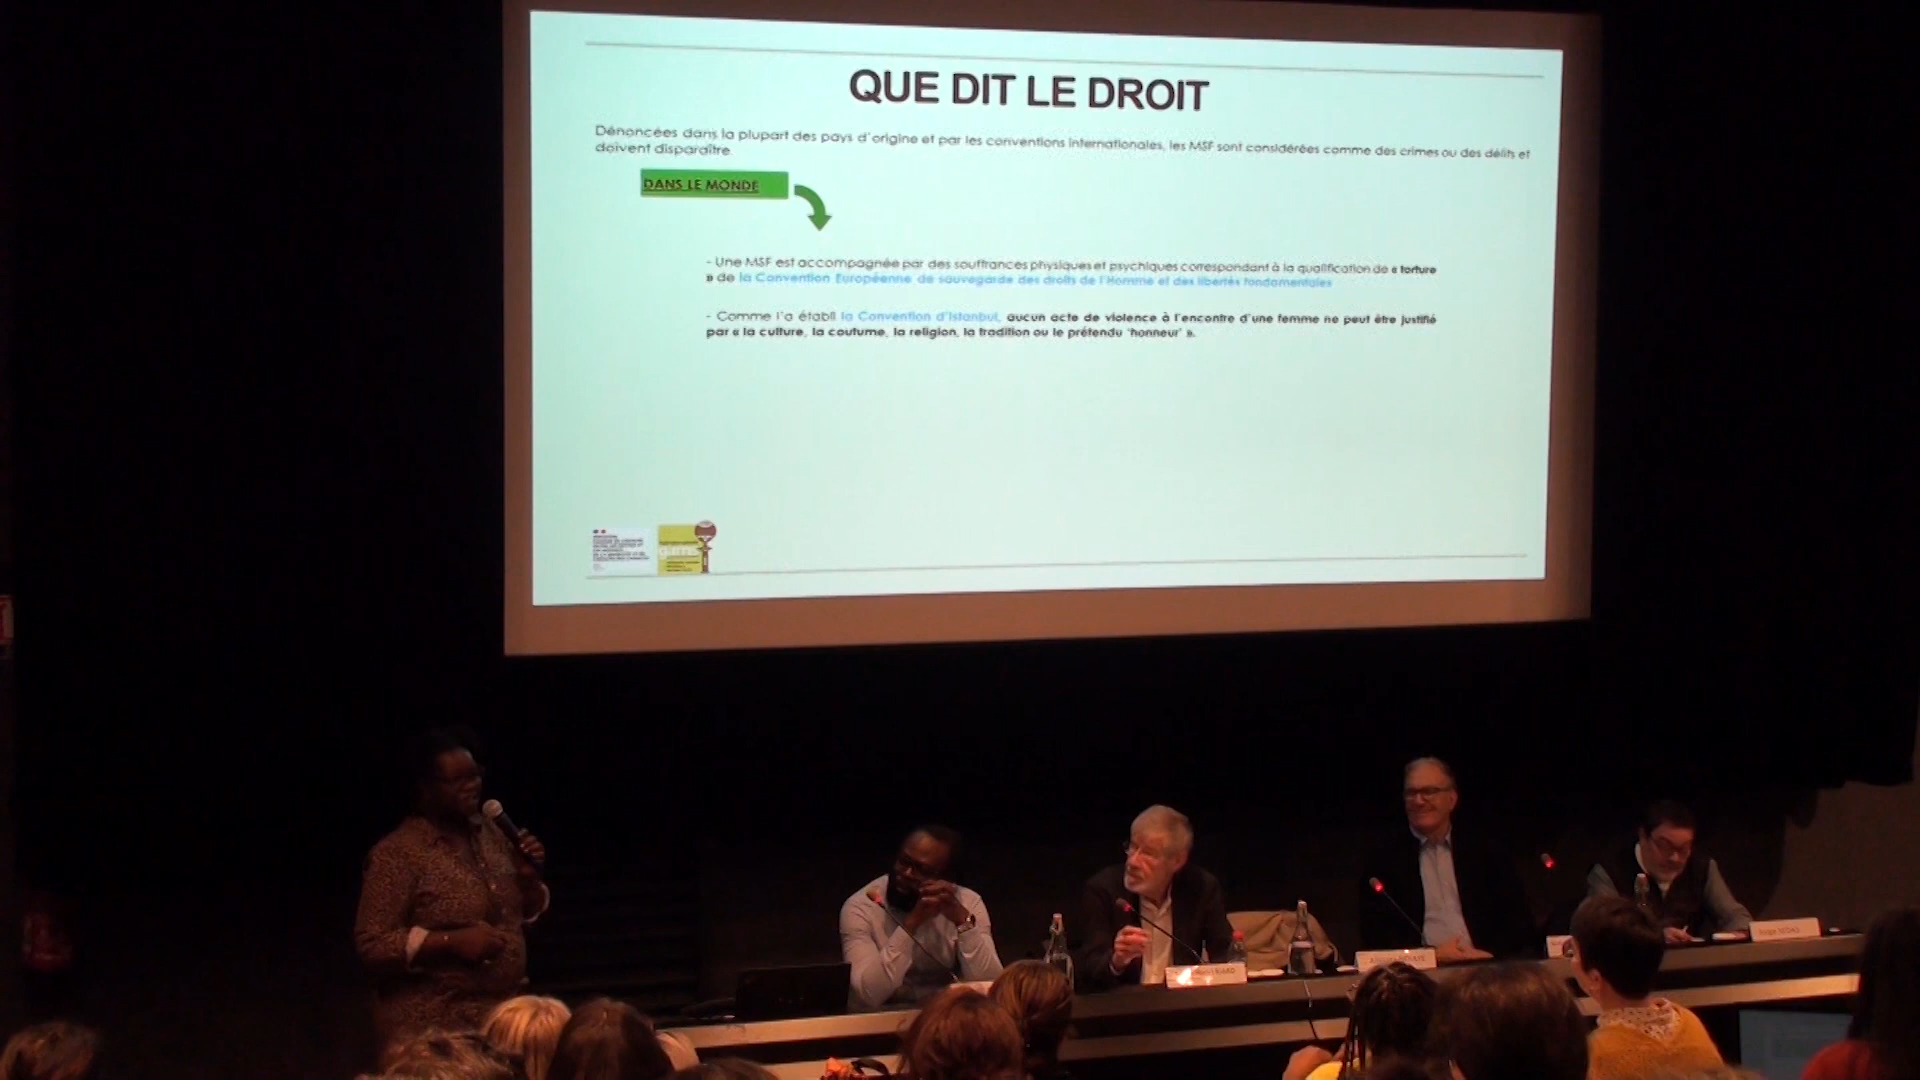 QUE DIT LE DROIT
Dénoncées dans la plupart des pays d'origine et par les conventions internationales, les MSF sont considérées comme des crimes ou des délits et
doivent disparaître.
DANS LE MONDE
- Une MSF est accompagnée par des souffrances physiques et psychiques correspondant à la qualification de « torture
» de la Convention Européenne de sauvegarde des droits de l'Homme et des libertés fondamentales
- Comme l'a établi la Convention d'Istanbul, aucun acte de violence à l'encontre d'une femme ne peut être justifié
par « la culture, la coutume, la religion, la tradition ou le prétendu 'honneur' ».
gams